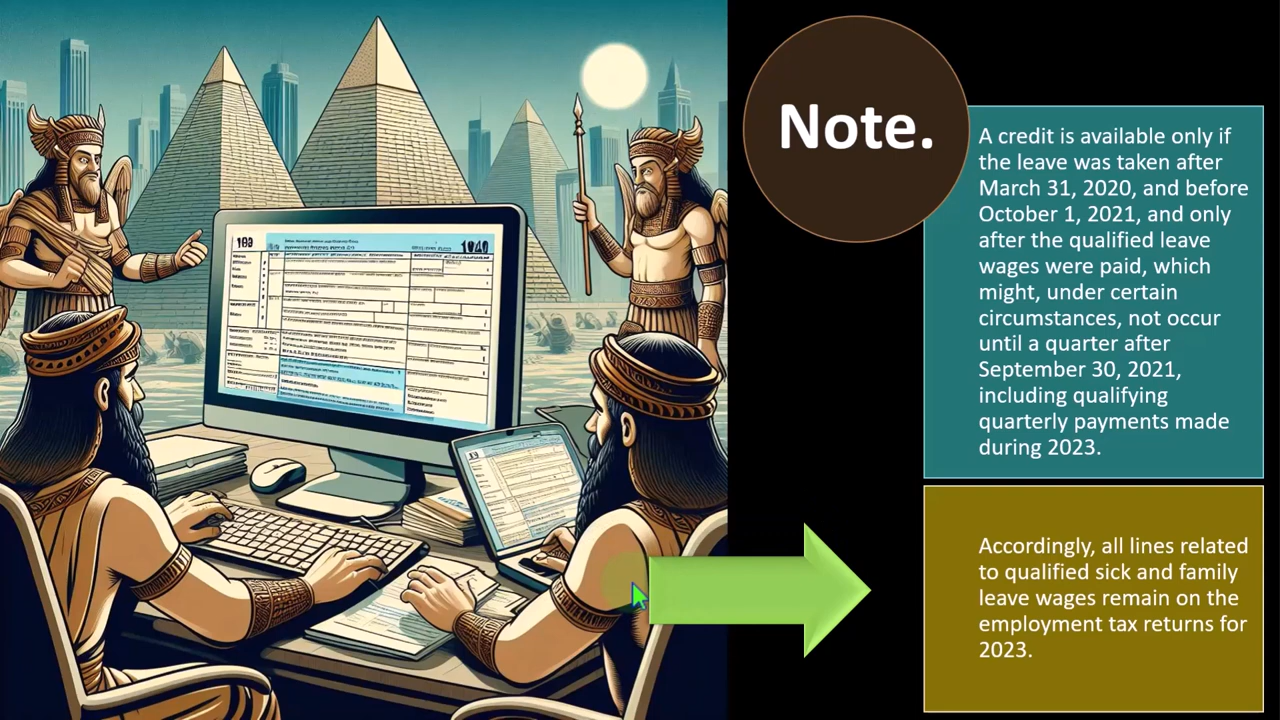 Note.
A credit is available only if
the leave was taken after
March 31, 2020, and before
October 1, 2021, and only
after the qualified leave
wages were paid, which
might, under certain
circumstances, not occur
until a quarter after
September 30, 2021,
including qualifying
quarterly payments made
during 2023.
Accordingly, all lines related
to qualified sick and family
leave wages remain on the
employment tax returns for
2023.
1040